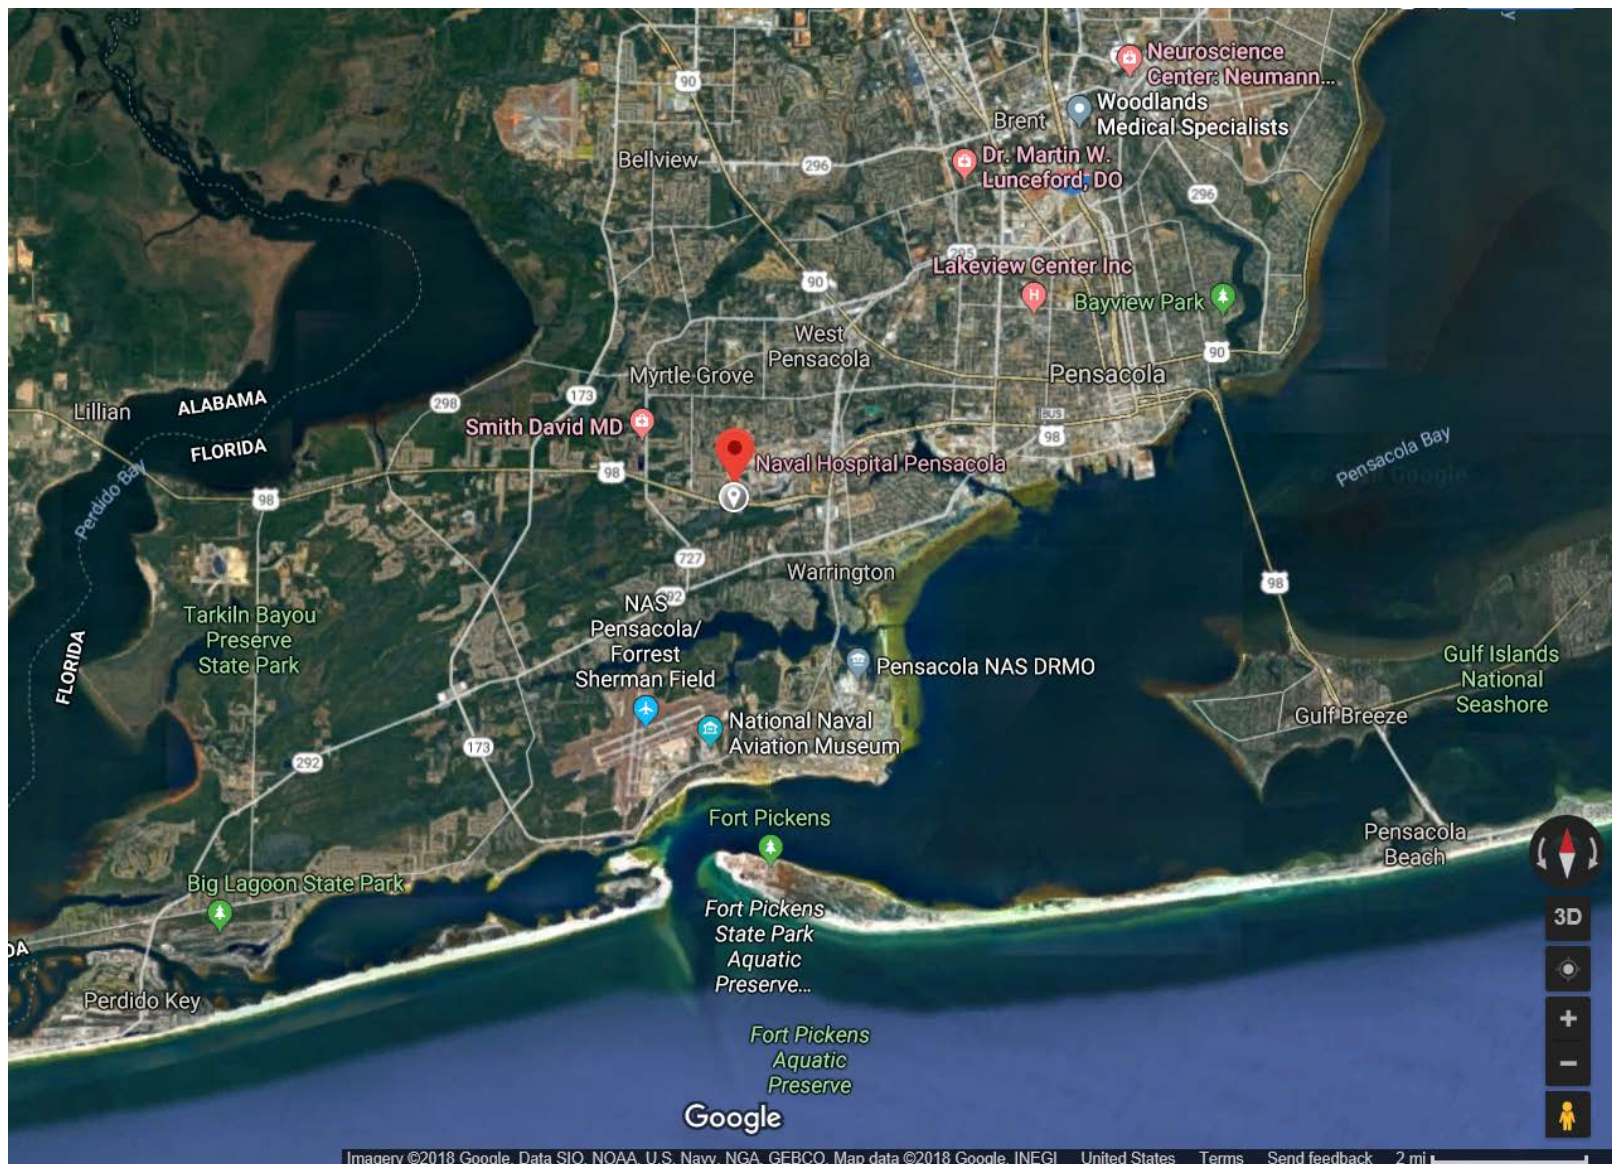 Neuroscience
Center: Neumann...
90
Woodlands
Medical Specialists
Brent
Bellview
296
Dr. Martin W.
Lunceford, DO
296
295
Lakeview Center Inc
90
Bayview Park
West
Pensacola
90
Myrtle Grove
Pensacola
173
298
Lillian
ALABAMA
BUS
98
Smith David MD
FLORIDA
Pensacola Bay
Naval Hospital Pensacola
98
98
Perdido Bay
Google
727
Warrington
98
292
NAS
Pensacola/
Forrest
Sherman Field
Tarkiln Bayou
Preserve
State Park
FLORIDA
Pensacola NAS DRMO
Gulf Islands
National
Seashore
Gulf Breeze
National Naval
Aviation Museum
173
292
Fort Pickens
Pensacola
Beach
Big Lagoon State Park
3D
Fort Pickens
State Park
Aquatic
Preserve...
DA
Perdido Key
Fort Pickens
Aquatic
Preserve
Google
Imagery ©2018 Google, Data SIO, NOAA, U.S. Navy, NGA, GEBCO, Map data ©2018 Google, INEGI United States Terms Send feedback 2 mi